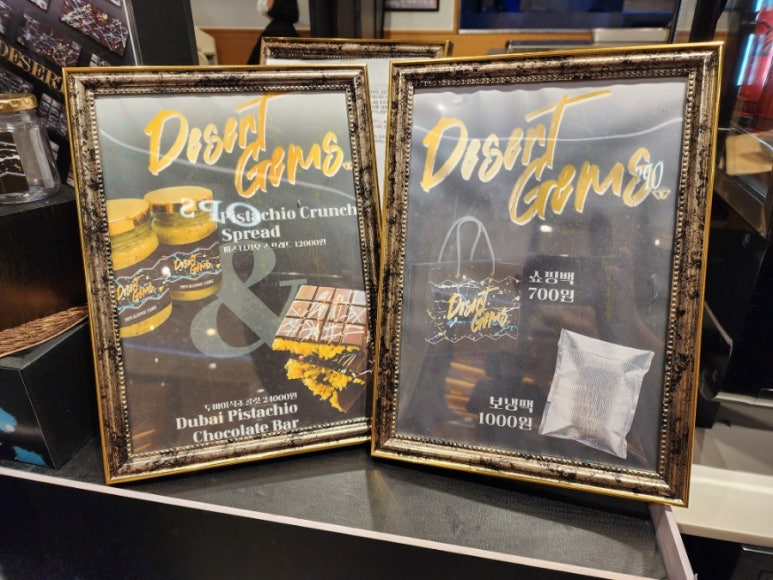 Desert
Gems
Pistachio Crunch
Spread
피스타치오 스프레드 12000원
&
두바이식초콜릿 24000원
Dubai Pistachio
Chocolate Bar
Desert
Gems
쇼핑백
700원
Desert
Gems
보냉팩
1000원